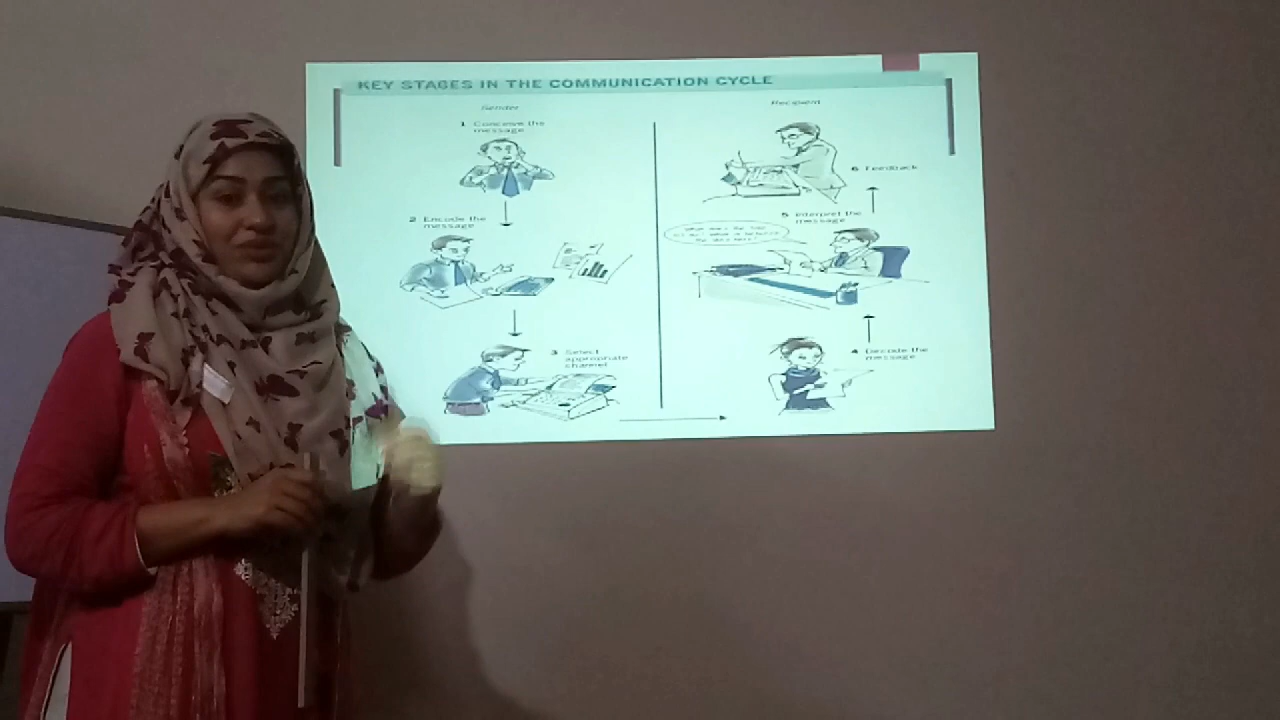 KEY STAGES IN THE COMMUNICATION CYCLE
Sender
1 Conceive the
message
2 Encode the
message
3 Select
appropriate
channel
Recipient
6 Feedback
5 Interpret the
message
4 Decode the
message